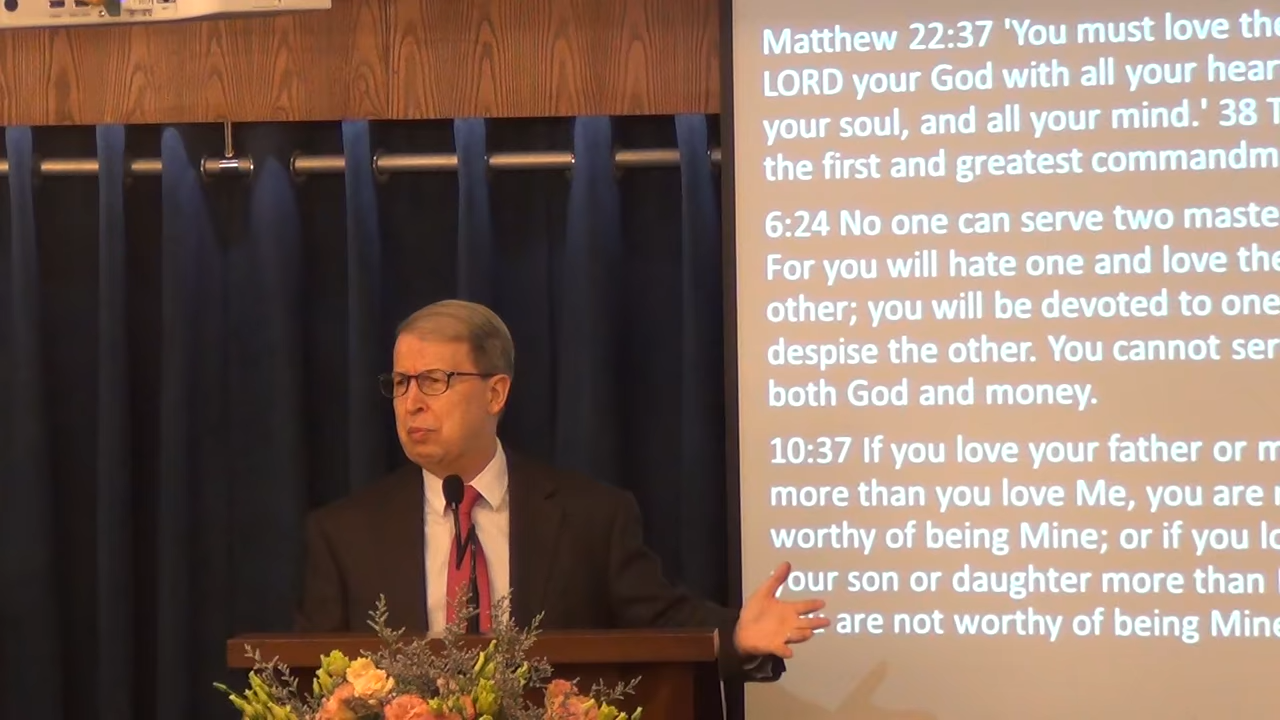 Matthew 22:37 'You must love the
LORD your God with all your hear
your soul, and all your mind.' 38 T
the first and greatest commandm
6:24 No one can serve two maste
For you will hate one and love the
other; you will be devoted to one
despise the other. You cannot ser
both God and money.
10:37 If you love your father or m
more than you love Me, you are
worthy of being Mine; or if you lo
your son or daughter more than
are not worthy of being Mine